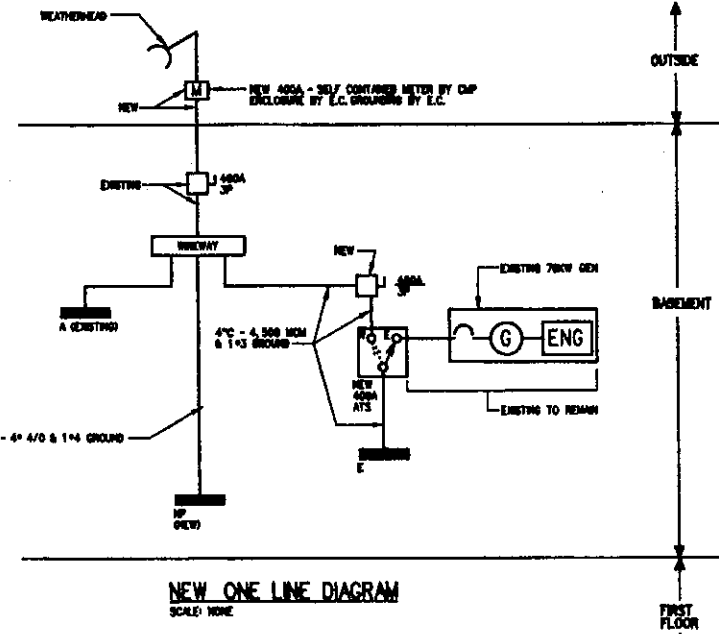 WEATHERHEAD
OUTSIDE
M
NEW 400A - SELF CONTAINED METER BY CMP
ENCLOSURE BY E.C. GROUNDING BY E.C.
NEW
EXISTING
400A
3P
WIREWAY
NEW
3P
EXISTING 70KW GEN
BASEMENT
A (EXISTING)
4"C - 4, 500 MCM
& 1#3 GROUND
N
E
G
ENG
NEW
400A
ATS
EXISTING TO REMAIN
- 4# 4/0 & 1#4 GROUND
E
(NEW)
NEW ONE LINE DIAGRAM
SCALE: NONE
FIRST
FLOOR